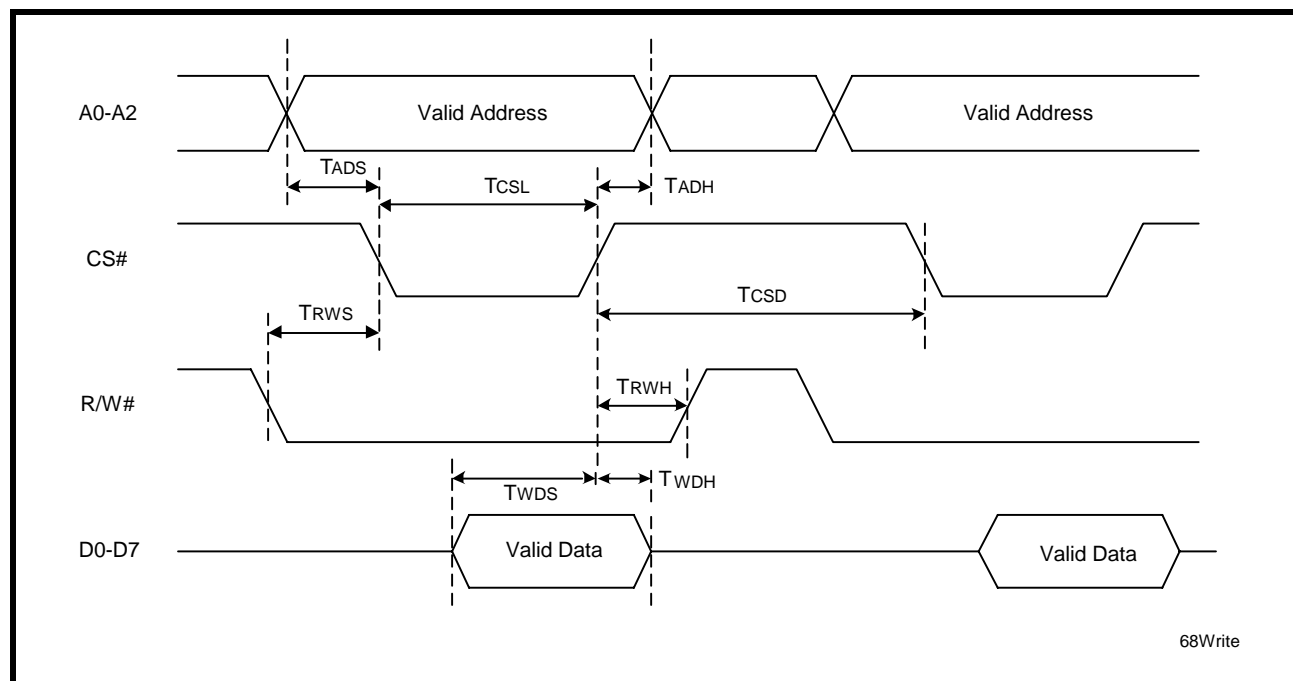 A0-A2
Valid Address
Valid Address
TADS
TCSL
TADH
CS#
TRWS
TCSD
R/W#
TRWH
TWDS
TWDH
D0-D7
Valid Data
Valid Data
68Write